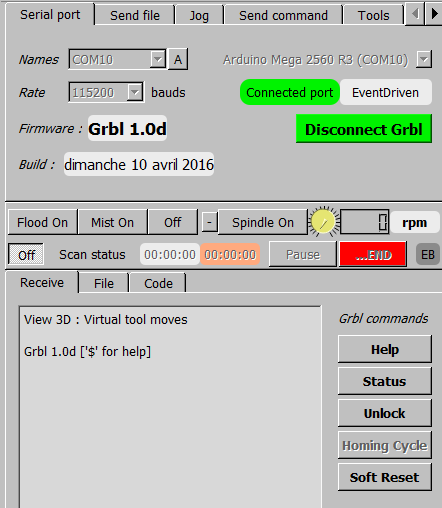 Serial port Send file Jog Send command Tools
Names COM10 A Arduino Mega 2560 R3 (COM10)
Rate 115200 bauds Connected port EventDriven
Firmware : Grbl 1.0d Disconnect Grbl
Build : dimanche 10 avril 2016
Flood On Mist On Off - Spindle On 0 rpm
Off Scan status 00:00:00 00:00:00 Pause ...END EB
Receive File Code
View 3D : Virtual tool moves
Grbl commands
Grbl 1.0d ['$' for help]
Help
Status
Unlock
Homing Cycle
Soft Reset